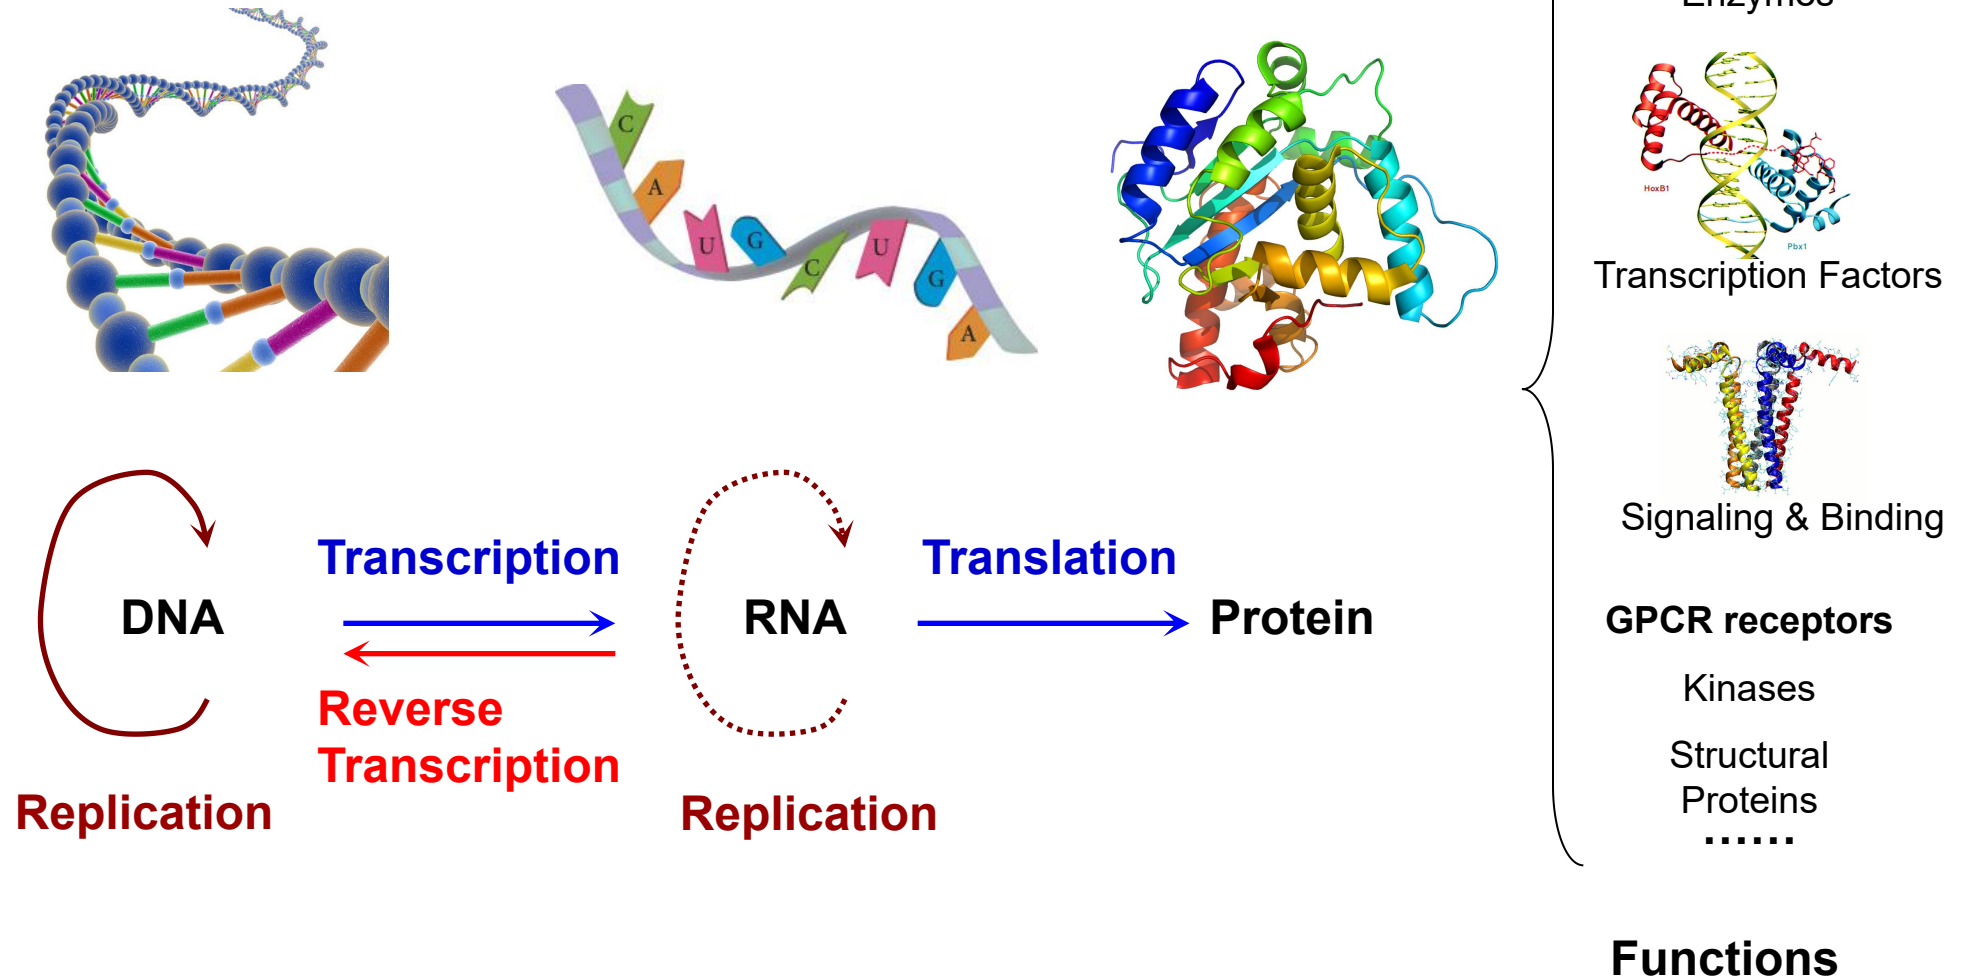 Enzymes
C
A
U
G
C
U
G
A
HoxB1
Pbx1
Transcription Factors
Signaling & Binding
Transcription
Translation
DNA
RNA
Protein
GPCR receptors
Kinases
Reverse
Transcription
Structural
Proteins
......
Replication
Replication
Functions